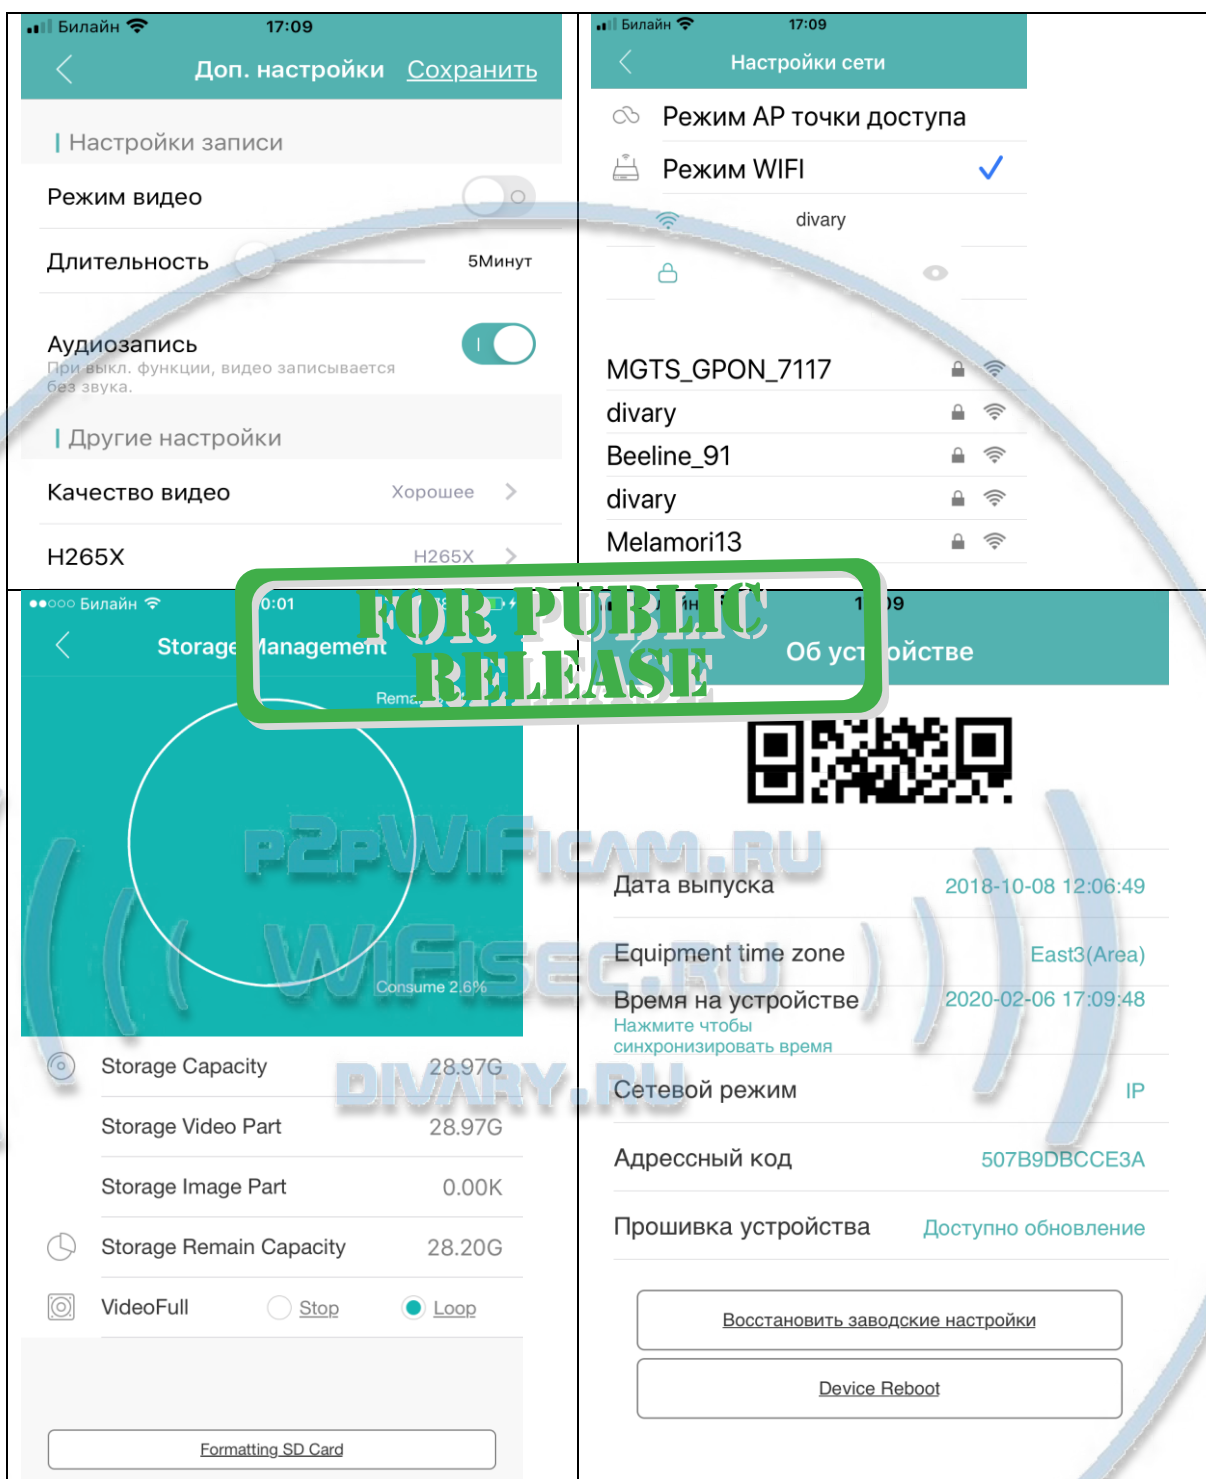 Билайн 17:09
Доп. настройки Сохранить
Настройки записи
Режим видео
Длительность 5Минут
Аудиозапись
При выкл. функции, видео записывается
без звука.
Другие настройки
Качество видео Хорошее
H265X H265X
Билайн 17:09
Настройки сети
Режим AP точки доступа
Режим WIFI
divary
MGTS_GPON_7117
divary
Beeline_91
divary
Melamori13
FOR PUBLIC
RELEASE
Билайн
Storage Management
Consume 2.6%
Storage Capacity 28.97G
Storage Video Part 28.97G
Storage Image Part 0.00K
Storage Remain Capacity 28.20G
VideoFull Stop Loop
Formatting SD Card
Об устройстве
Дата выпуска 2018-10-08 12:06:49
Equipment time zone East3(Area)
Время на устройстве 2020-02-06 17:09:48
Нажмите чтобы
синхронизировать время
Сетевой режим IP
Адрессный код 507B9DBCCE3A
Прошивка устройства Доступно обновление
Восстановить заводские настройки
Device Reboot
P2PWIFICAM.RU
WIFISEC.RU
DIVARY.RU